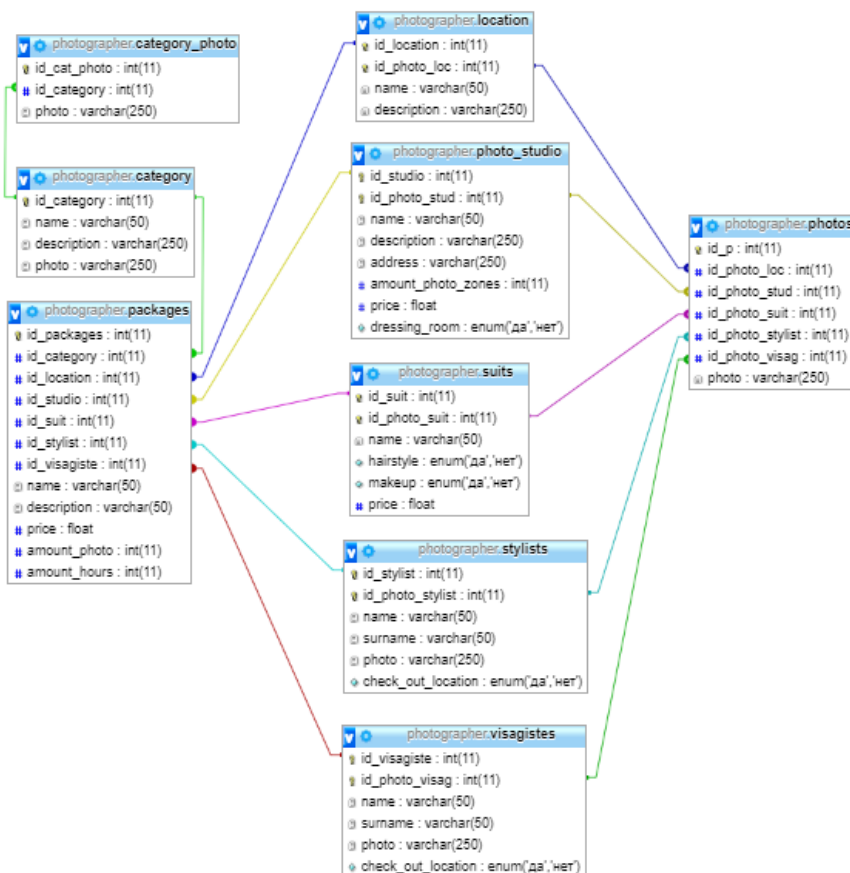 photographer.category_photo
id_cat_photo : int(11)
id_category : int(11)
photo : varchar(250)
photographer.category
id_category : int(11)
name : varchar(50)
description : varchar(250)
photo : varchar(250)
photographer.packages
id_packages : int(11)
id_category : int(11)
id_location : int(11)
id_studio : int(11)
id_suit : int(11)
id_stylist : int(11)
id_visagiste : int(11)
name : varchar(50)
description : varchar(50)
price : float
amount_photo : int(11)
amount_hours : int(11)
photographer.location
id_location : int(11)
id_photo_loc : int(11)
name : varchar(50)
description : varchar(250)
photographer.photo_studio
id_studio : int(11)
id_photo_stud : int(11)
name : varchar(50)
description : varchar(250)
address : varchar(250)
amount_photo_zones : int(11)
price : float
dressing_room : enum('да','нет')
photographer.suits
id_suit : int(11)
id_photo_suit : int(11)
name : varchar(50)
hairstyle : enum('да','нет')
makeup : enum('да','нет')
price : float
photographer.stylists
id_stylist : int(11)
id_photo_stylist : int(11)
name : varchar(50)
surname : varchar(50)
photo : varchar(250)
check_out_location : enum('да','нет')
photographer.visagistes
id_visagiste : int(11)
id_photo_visag : int(11)
name : varchar(50)
surname : varchar(50)
photo : varchar(250)
check_out_location : enum('да','нет')
photographer.photos
id_p : int(11)
id_photo_loc : int(11)
id_photo_stud : int(11)
id_photo_suit : int(11)
id_photo_stylist : int(11)
id_photo_visag : int(11)
photo : varchar(250)